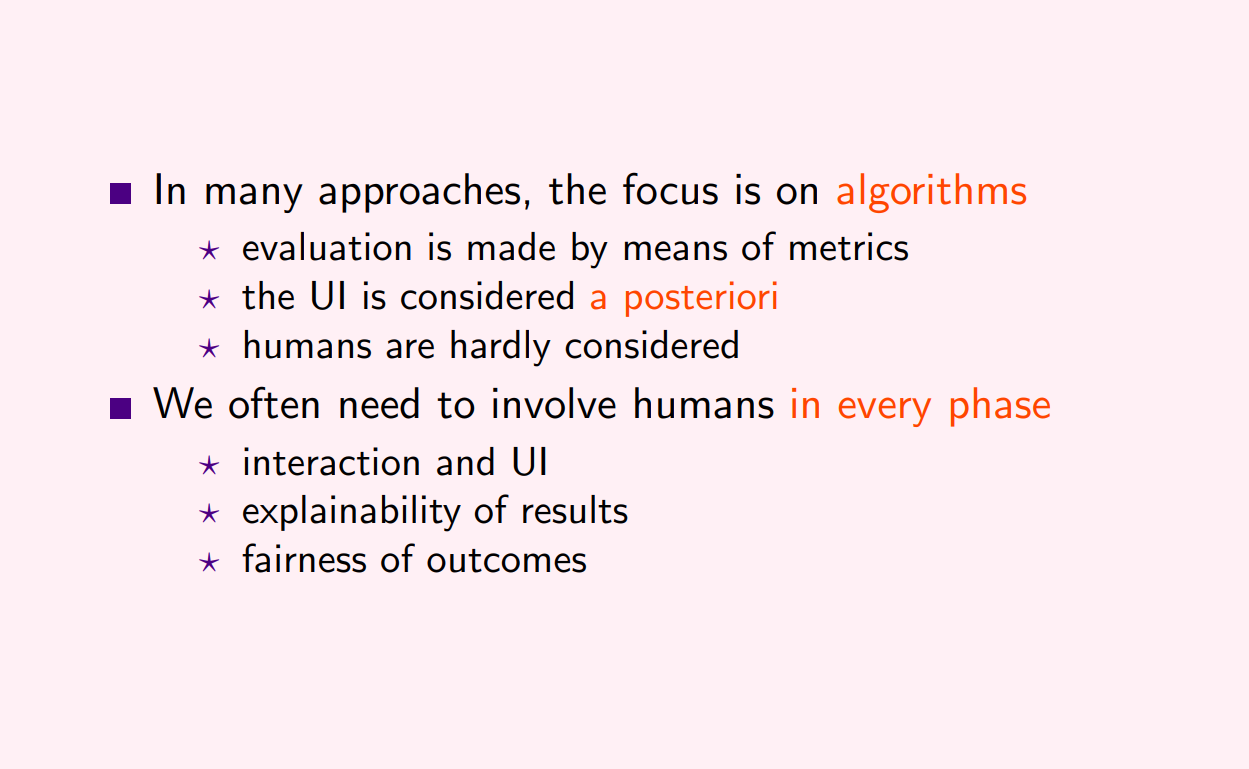 In many approaches, the focus is on algorithms
evaluation is made by means of metrics
the UI is considered a posteriori
humans are hardly considered
We often need to involve humans in every phase
interaction and UI
explainability of results
fairness of outcomes